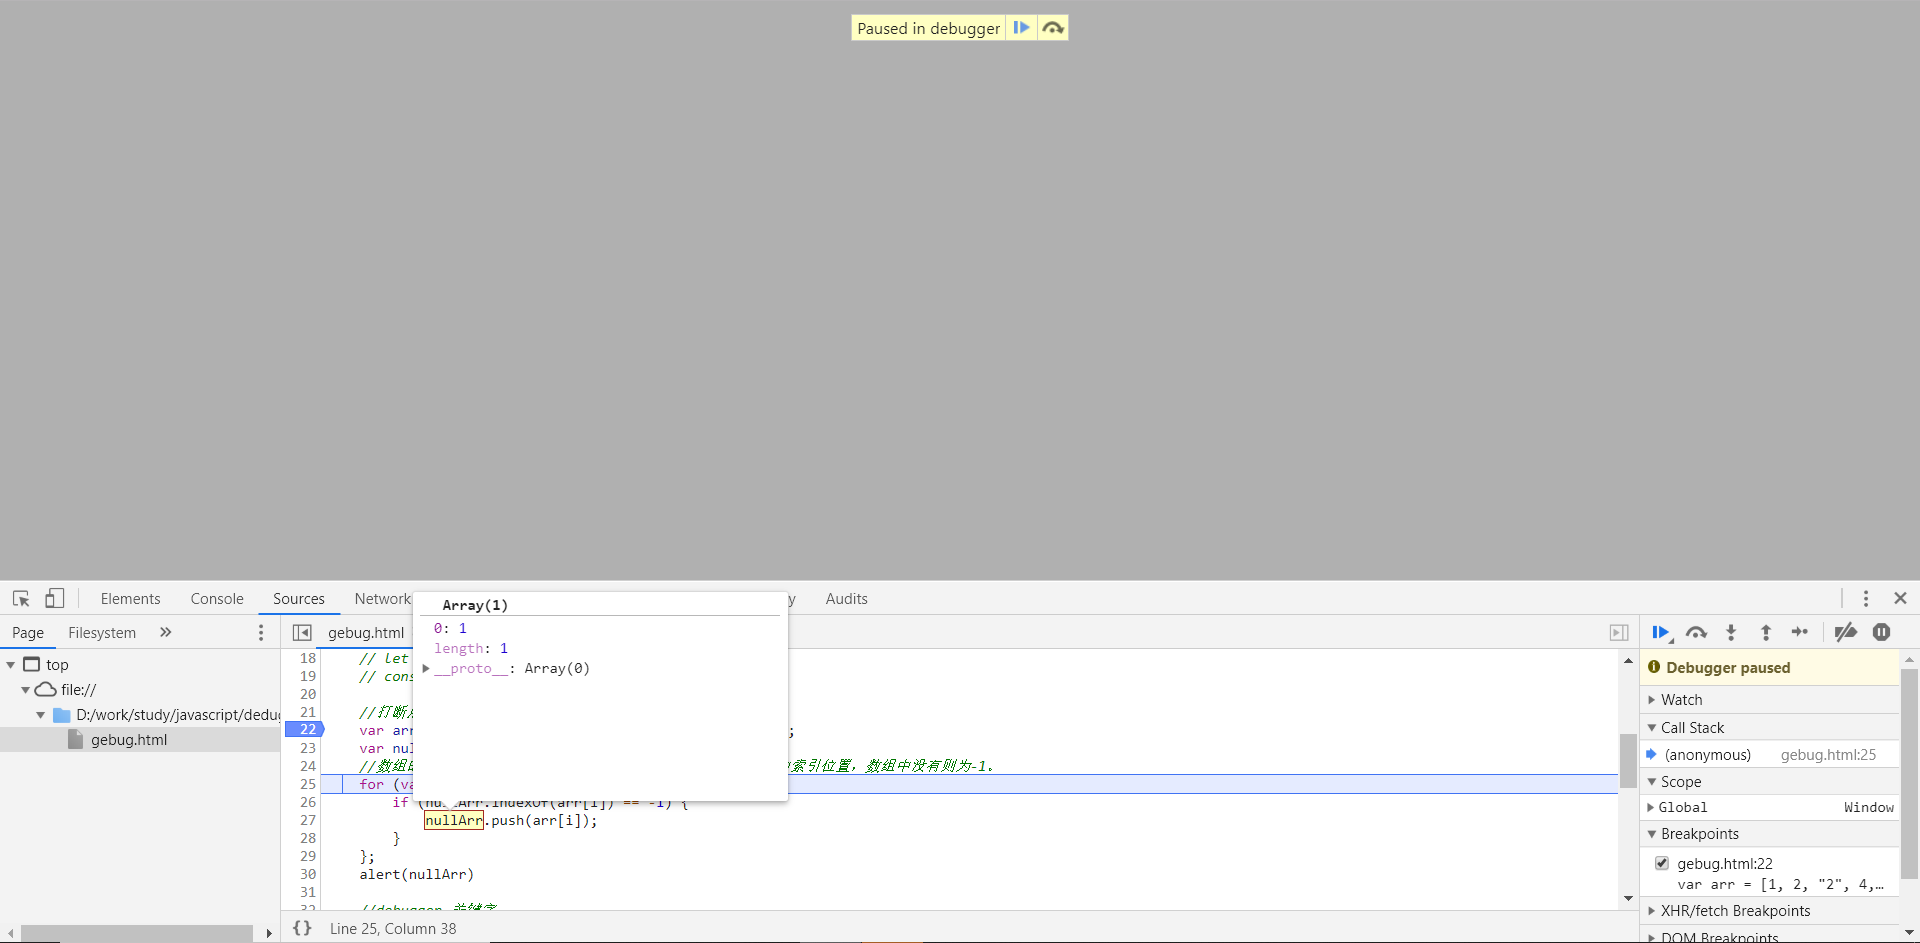 Paused in debugger
Elements Console Sources Network y Audits
Page Filesystem
gebug.html
top
file://
D:/work/study/javascript/dedug
gebug.html
Array(1)
0: 1
length: 1
__proto__: Array(0)
18 // let
19 // cons
20
21 //打断
22 var arr ;
23 var nul
24 //数组 索引位置，数组中没有则为-1。
25 for (va
26 if (nullArr.indexOf(arr[i]) == -1) {
27 nullArr.push(arr[i]);
28 }
29 };
30 alert(nullArr)
31
32 //debugger 关键字
{} Line 25, Column 38
Debugger paused
Watch
Call Stack
(anonymous) gebug.html:25
Scope
Global Window
Breakpoints
gebug.html:22
var arr = [1, 2, "2", 4,…
XHR/fetch Breakpoints
DOM Breakpoints